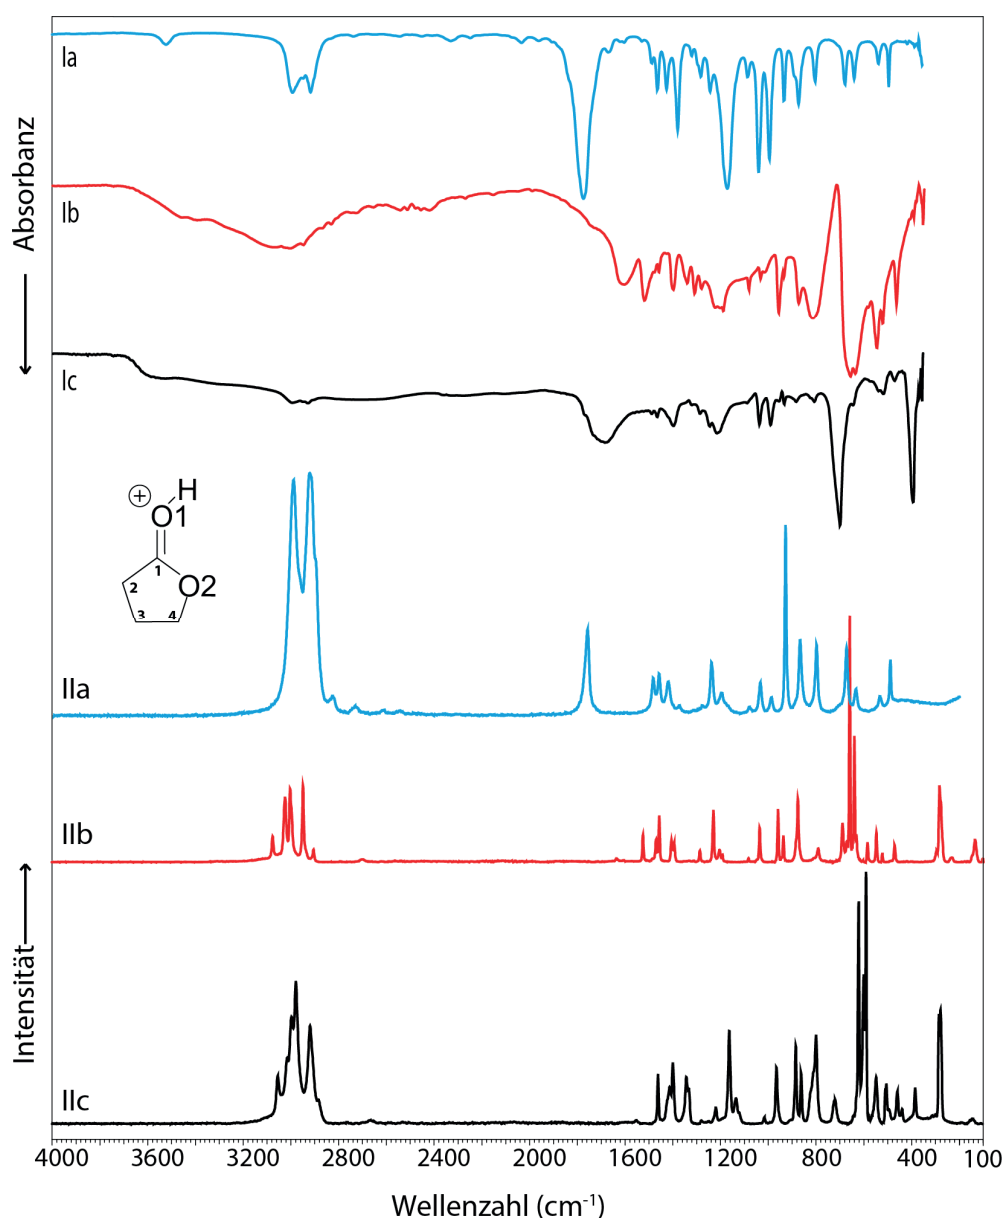 Ia
Absorbanz
Ib
Ic
+
H
O1
1
2
O2
3
4
IIa
IIb
Intensität
IIc
4000 3600 3200 2800 2400 2000 1600 1200 800 400 100
Wellenzahl (cm⁻¹)